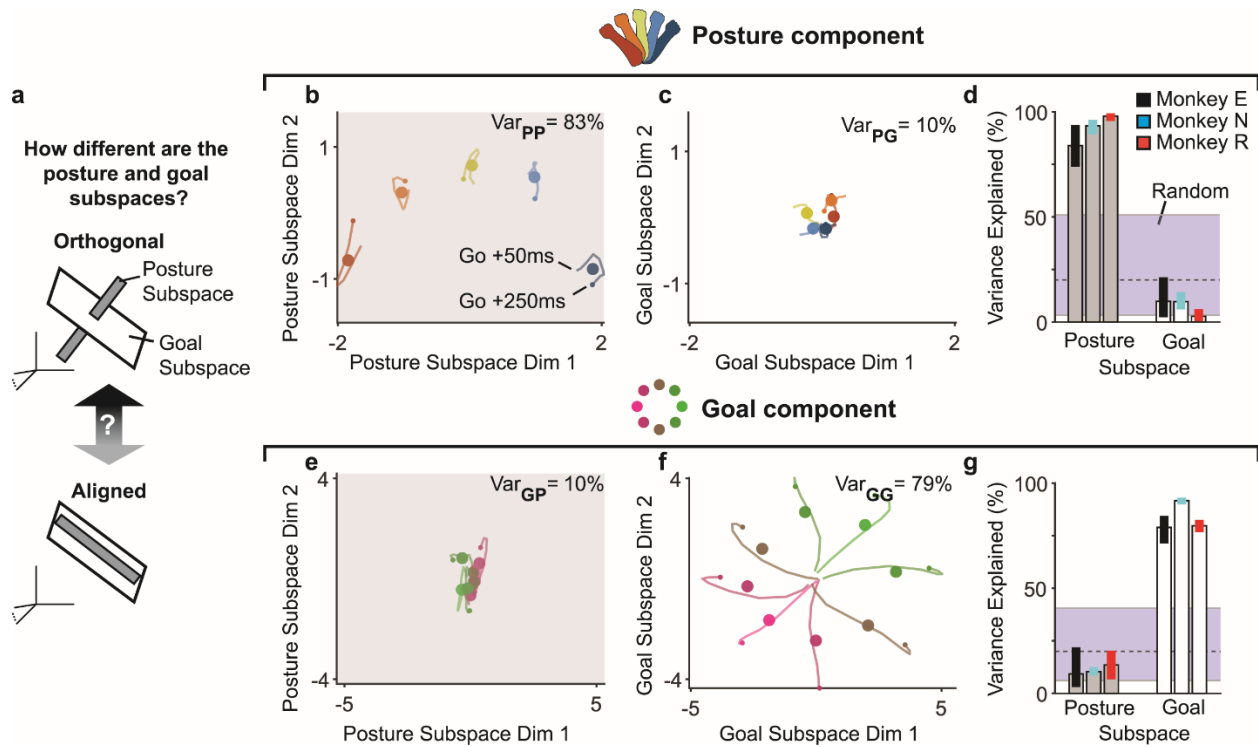 Posture component
a
How different are the
posture and goal
subspaces?
Orthogonal
Posture
Subspace
Goal
Subspace
?
Aligned
b
VarPP= 83%
Posture Subspace Dim 2
1
-1
Go +50ms
Go +250ms
-2
2
Posture Subspace Dim 1
c
VarPG= 10%
Goal Subspace Dim 2
1
-1
-2
2
Goal Subspace Dim 1
d
Variance Explained (%)
100
50
0
Monkey E
Monkey N
Monkey R
Random
Posture
Goal
Subspace
Goal component
e
VarGP= 10%
Posture Subspace Dim 2
4
-4
-5
5
Posture Subspace Dim 1
f
VarGG= 79%
Goal Subspace Dim 2
4
-4
-5
5
Goal Subspace Dim 1
g
Variance Explained (%)
100
50
0
Posture
Goal
Subspace